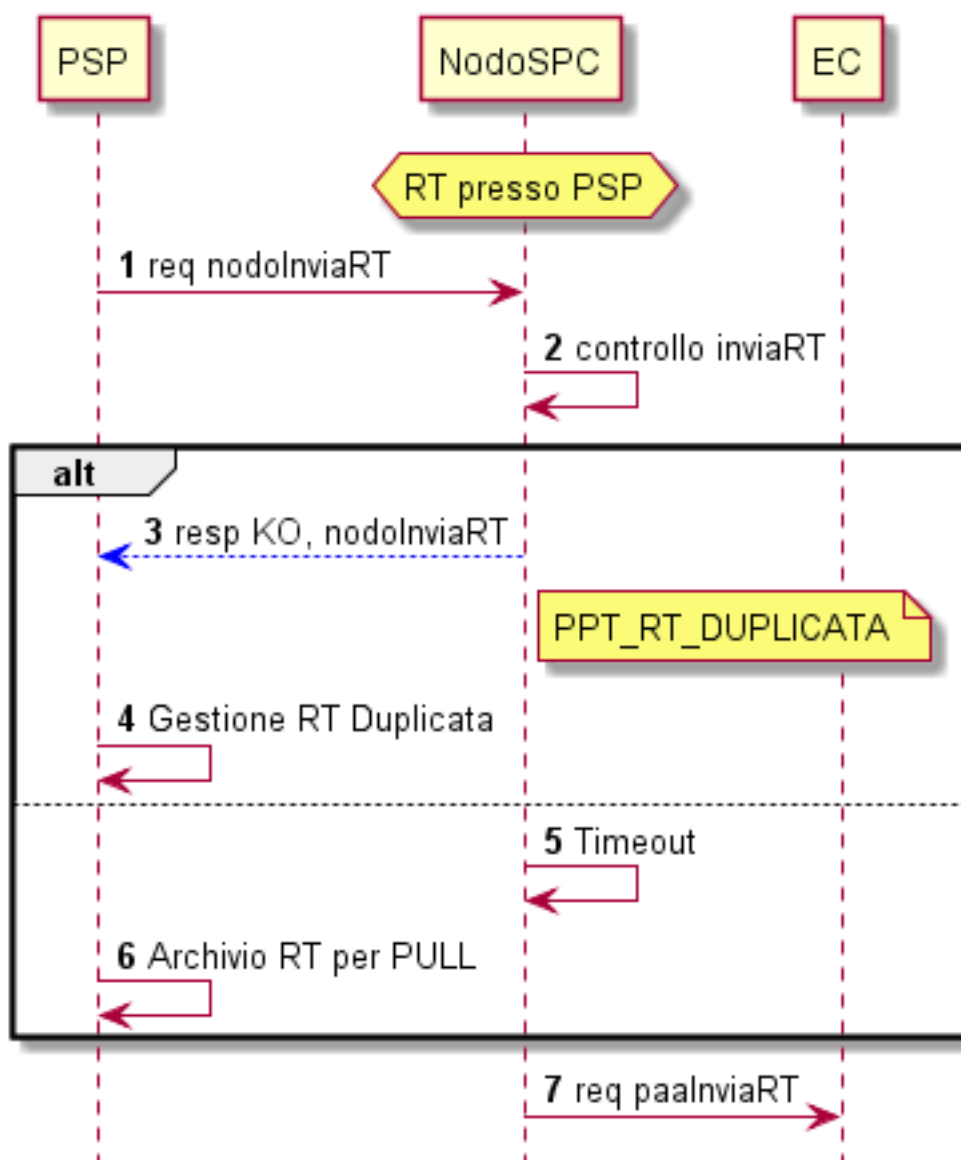 PSP
NodoSPC
EC
RT presso PSP
1 req nodoInviaRT
2 controllo inviaRT
alt
3 resp KO, nodoInviaRT
PPT_RT_DUPLICATA
4 Gestione RT Duplicata
5 Timeout
6 Archivio RT per PULL
7 req paaInviaRT